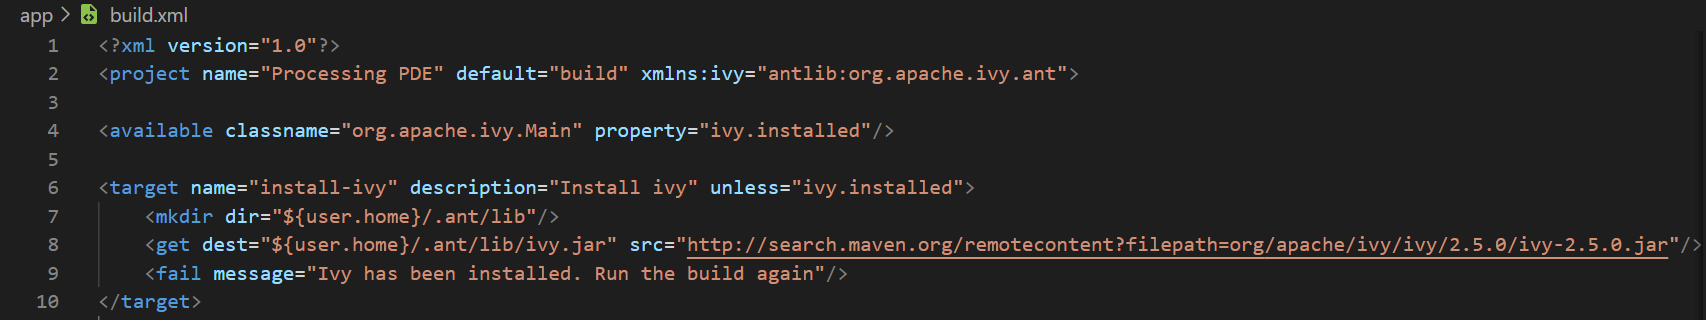 app > build.xml
1 <?xml version="1.0"?>
2 <project name="Processing PDE" default="build" xmlns:ivy="antlib:org.apache.ivy.ant">
3
4 <available classname="org.apache.ivy.Main" property="ivy.installed"/>
5
6 <target name="install-ivy" description="Install ivy" unless="ivy.installed">
7     <mkdir dir="${user.home}/.ant/lib"/>
8     <get dest="${user.home}/.ant/lib/ivy.jar" src="http://search.maven.org/remotecontent?filepath=org/apache/ivy/ivy/2.5.0/ivy-2.5.0.jar"/>
9     <fail message="Ivy has been installed. Run the build again"/>
10 </target>